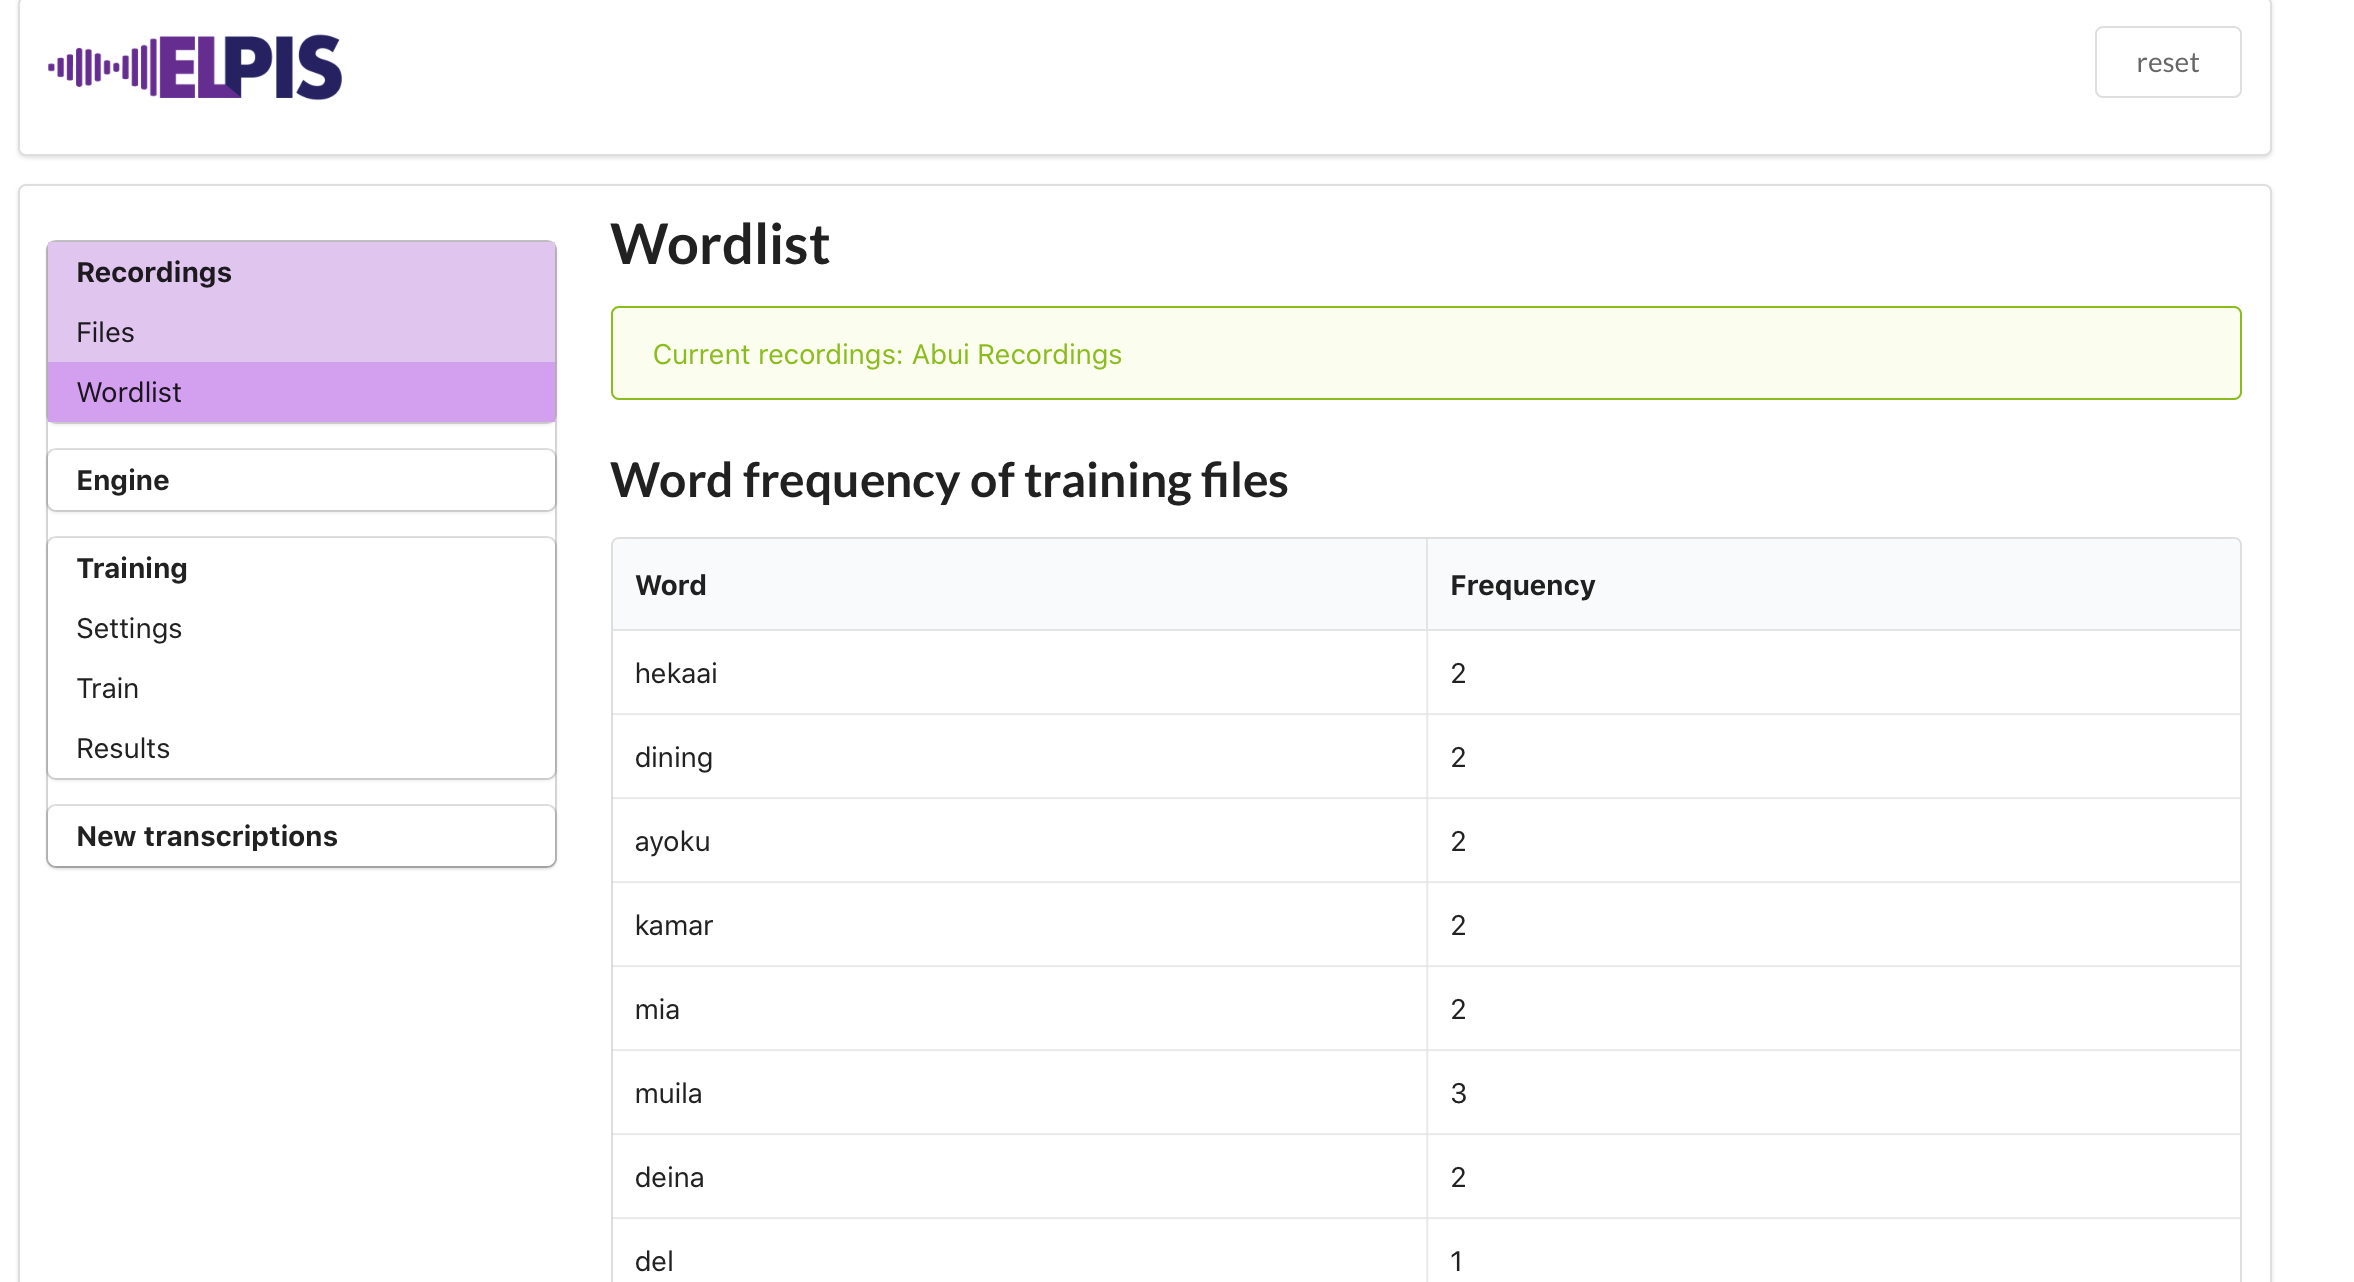 ELPIS
reset
Recordings
Files
Wordlist
Engine
Training
Settings
Train
Results
New transcriptions
Wordlist
Current recordings: Abui Recordings
Word frequency of training files
Word Frequency
hekaai 2
dining 2
ayoku 2
kamar 2
mia 2
muila 3
deina 2
del 1